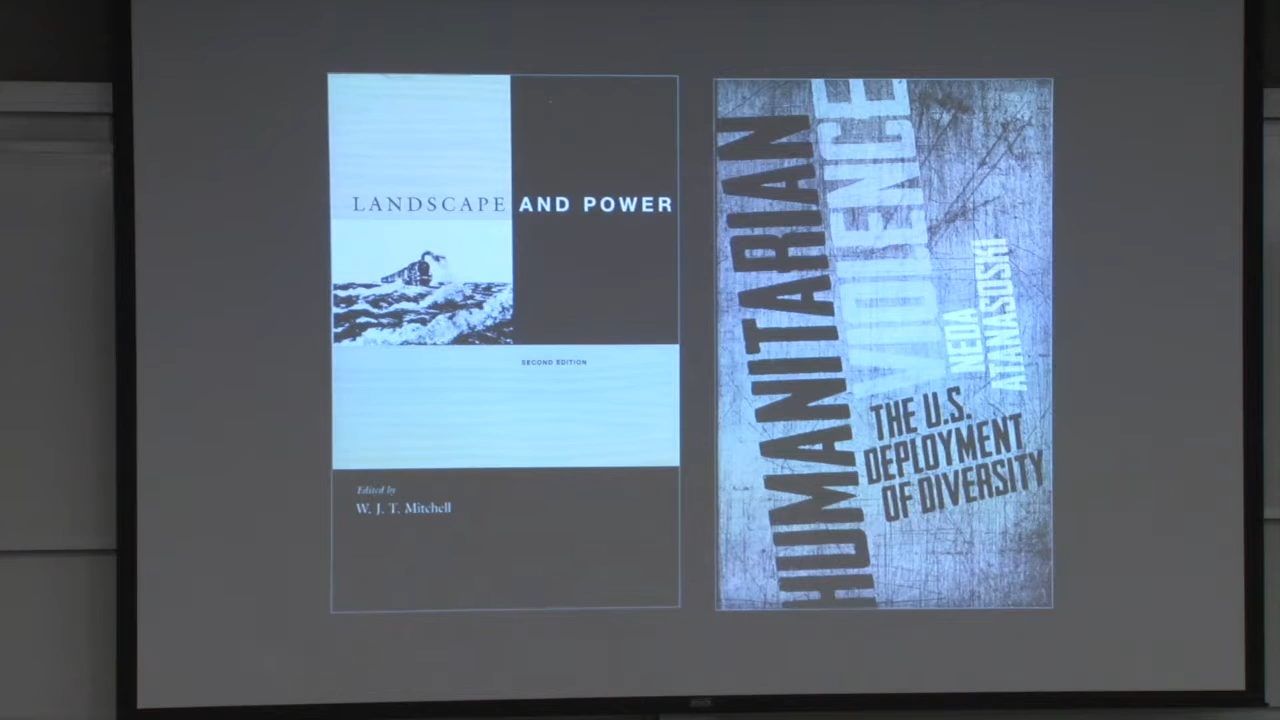 LANDSCAPE AND POWER
SECOND EDITION
Edited by
W. J. T. Mitchell
HUMANITARIAN
VIOLENCE
NEDA
ATANASOSKI
THE U.S.
DEPLOYMENT
OF DIVERSITY